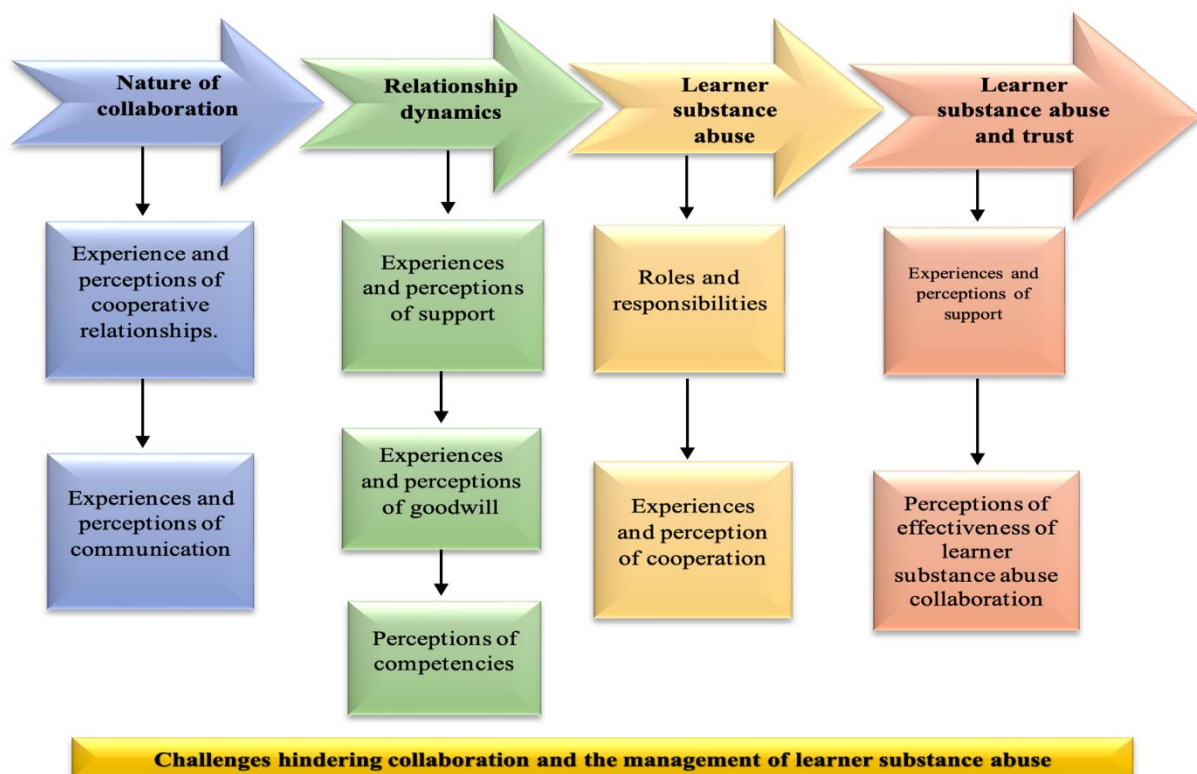 Nature of
collaboration
Experience and
perceptions of
cooperative
relationships.
Experiences and
perceptions of
communication
Relationship
dynamics
Experiences
and perceptions
of support
Experiences
and perceptions
of goodwill
Perceptions of
competencies
Learner
substance
abuse
Roles and
responsibilities
Experiences
and perception
of cooperation
Learner
substance abuse
and trust
Experiences and
perceptions of
support
Perceptions of
effectiveness of
learner
substance abuse
collaboration
Challenges hindering collaboration and the management of learner substance abuse